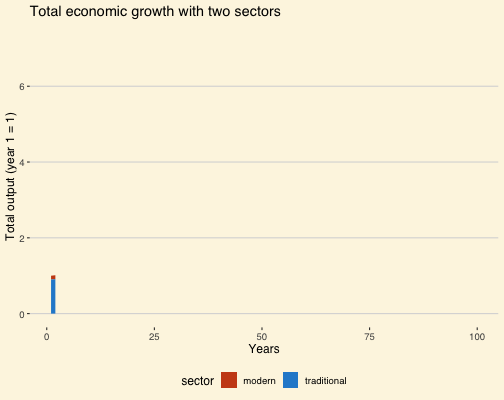 Total economic growth with two sectors
Total output (year 1 = 1)
6
4
2
0
0 25 50 75 100
Years
sector modern traditional